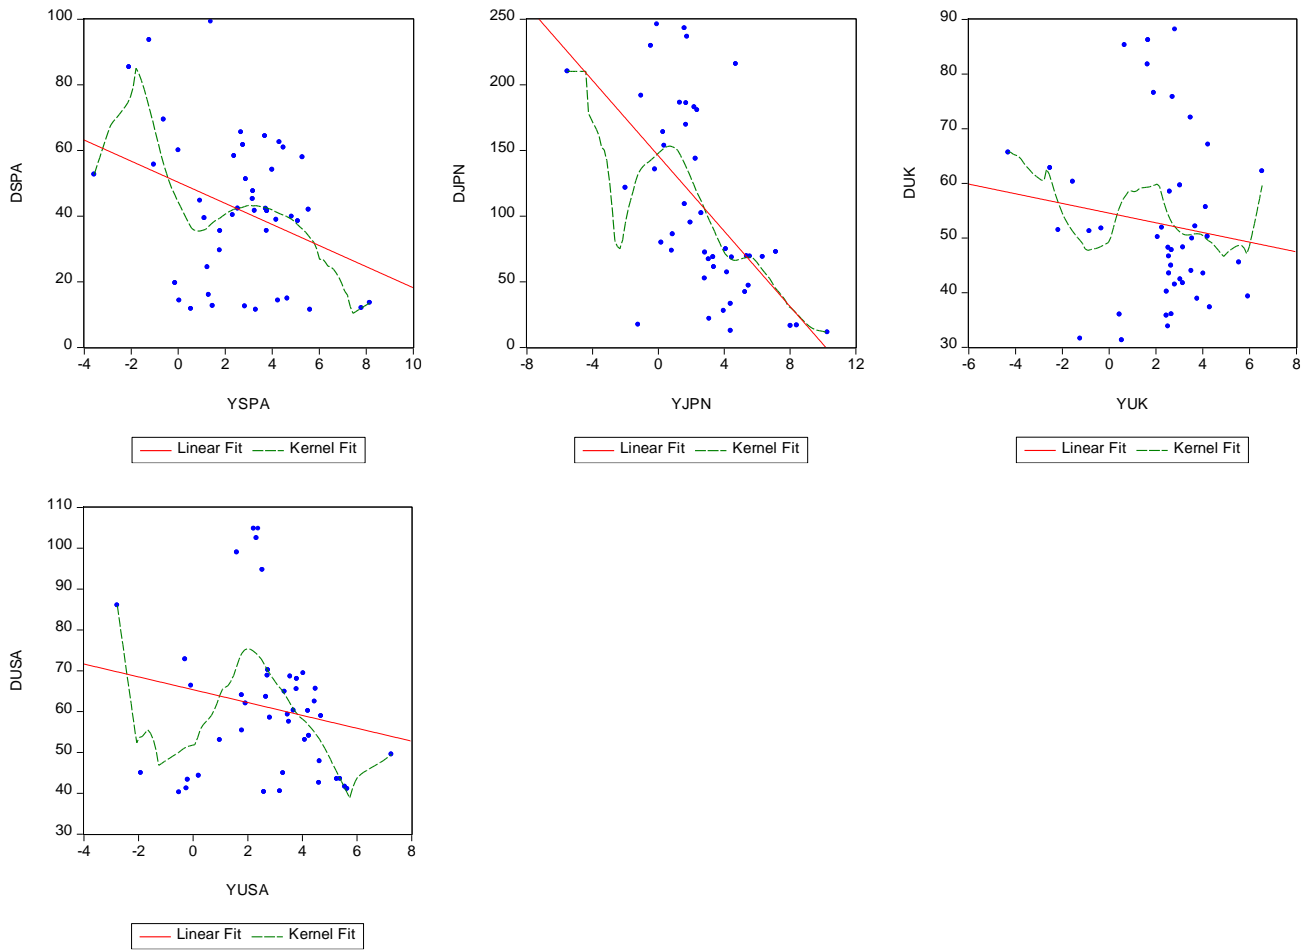 100
80
60
40
20
0
DSPA
-4 -2 0 2 4 6 8 10
YSPA
Linear Fit Kernel Fit
250
200
150
100
50
0
DJPN
-8 -4 0 4 8 12
YJPN
Linear Fit Kernel Fit
90
80
70
60
50
40
30
DUK
-6 -4 -2 0 2 4 6 8
YUK
Linear Fit Kernel Fit
110
100
90
80
70
60
50
40
30
DUSA
-4 -2 0 2 4 6 8
YUSA
Linear Fit Kernel Fit